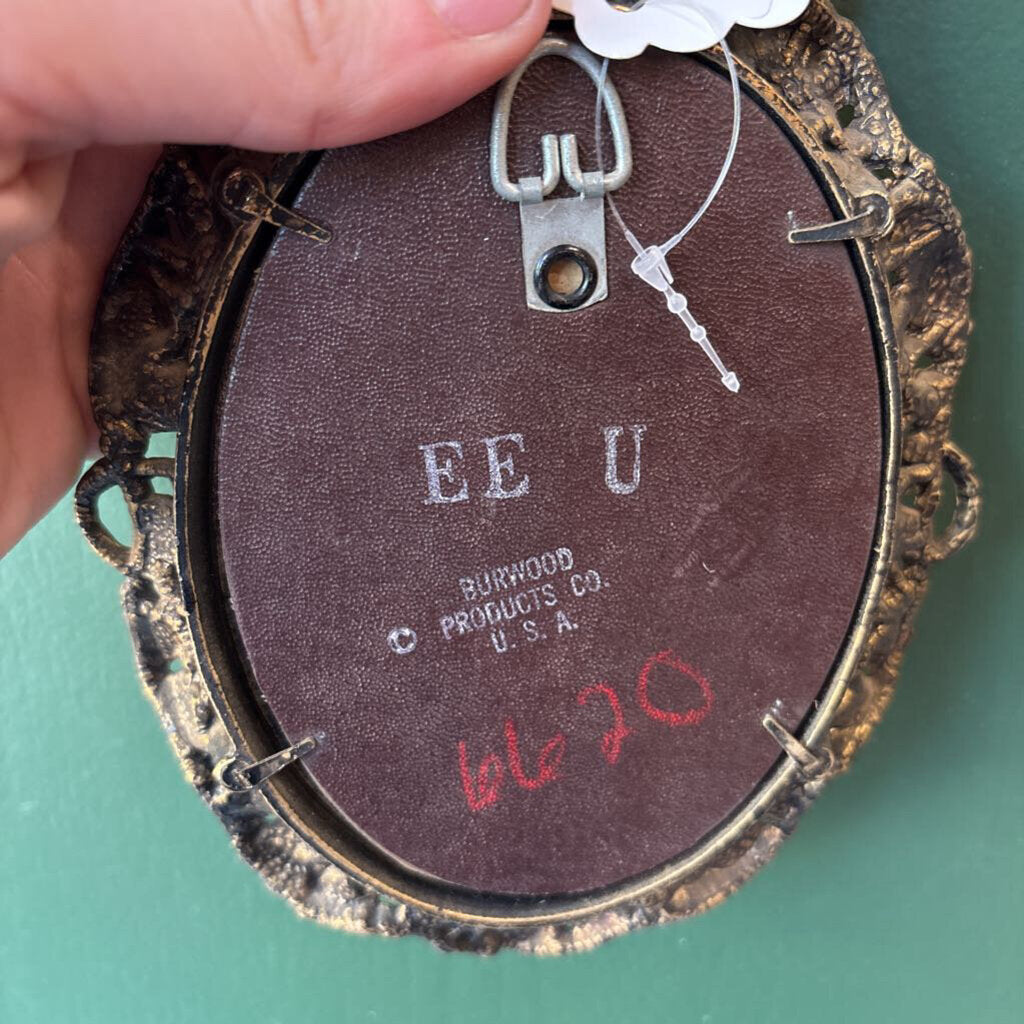 EE U
BURWOOD
© PRODUCTS CO.
U. S. A.
6620